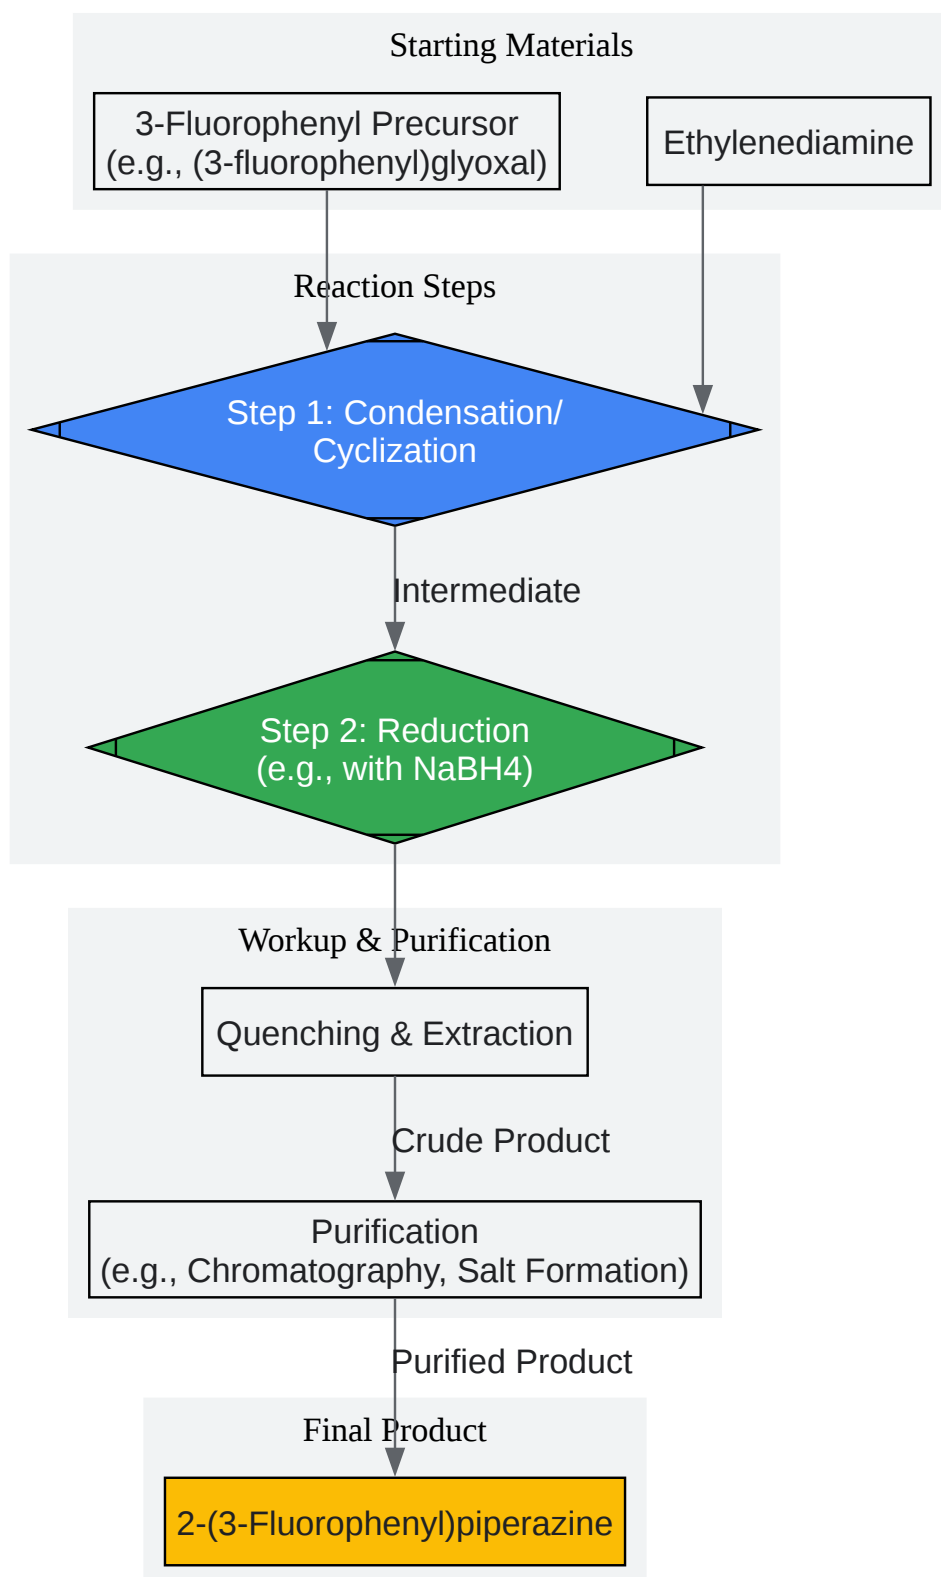 Starting Materials
3-Fluorophenyl Precursor
(e.g., (3-fluorophenyl)glyoxal)
Ethylenediamine
Reaction Steps
Step 1: Condensation/
Cyclization
Intermediate
Step 2: Reduction
(e.g., with NaBH4)
Workup & Purification
Quenching & Extraction
Crude Product
Purification
(e.g., Chromatography, Salt Formation)
Purified Product
Final Product
2-(3-Fluorophenyl)piperazine